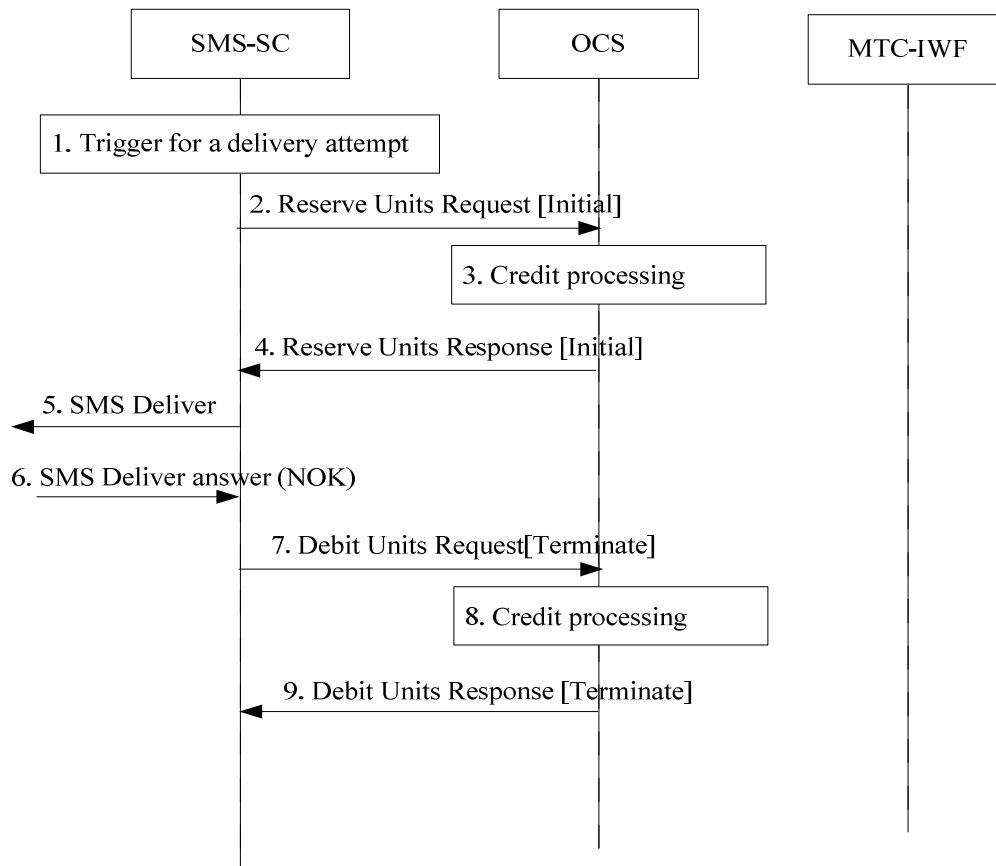 SMS-SC
OCS
MTC-IWF
1. Trigger for a delivery attempt
2. Reserve Units Request [Initial]
3. Credit processing
4. Reserve Units Response [Initial]
5. SMS Deliver
6. SMS Deliver answer (NOK)
7. Debit Units Request[Terminate]
8. Credit processing
9. Debit Units Response [Terminate]